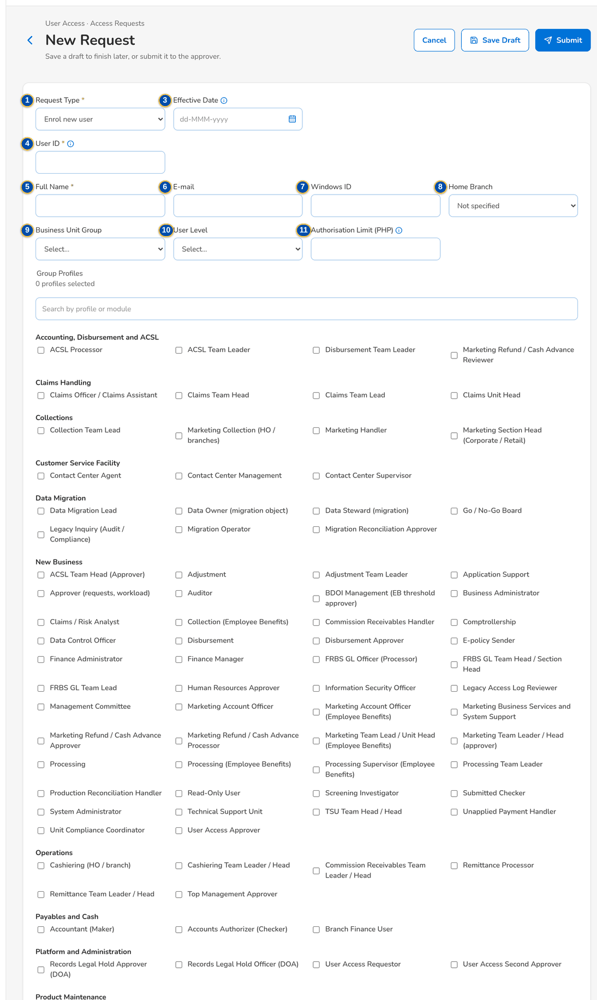 User Access · Access Requests
New Request
Save a draft to finish later, or submit it to the approver.
Cancel
Save Draft
Submit
1 Request Type *
3 Effective Date
Enrol new user
dd-MMM-yyyy
4 User ID *
5 Full Name *
6 E-mail
7 Windows ID
8 Home Branch
Not specified
9 Business Unit Group
10 User Level
11 Authorisation Limit (PHP)
Select...
Select...
Group Profiles
0 profiles selected
Search by profile or module
Accounting, Disbursement and ACSL
ACSL Processor
ACSL Team Leader
Disbursement Team Leader
Marketing Refund / Cash Advance
Reviewer
Claims Handling
Claims Officer / Claims Assistant
Claims Team Head
Claims Team Lead
Claims Unit Head
Collections
Collection Team Lead
Marketing Collection (HO /
branches)
Marketing Handler
Marketing Section Head
(Corporate / Retail)
Customer Service Facility
Contact Center Agent
Contact Center Management
Contact Center Supervisor
Data Migration
Data Migration Lead
Data Owner (migration object)
Data Steward (migration)
Go / No-Go Board
Legacy Inquiry (Audit /
Compliance)
Migration Operator
Migration Reconciliation Approver
New Business
ACSL Team Head (Approver)
Adjustment
Adjustment Team Leader
Application Support
Approver (requests, workload)
Auditor
BDOI Management (EB threshold
approver)
Business Administrator
Claims / Risk Analyst
Collection (Employee Benefits)
Commission Receivables Handler
Comptrollership
Data Control Officer
Disbursement
Disbursement Approver
E-policy Sender
Finance Administrator
Finance Manager
FRBS GL Officer (Processor)
FRBS GL Team Head / Section
Head
FRBS GL Team Lead
Human Resources Approver
Information Security Officer
Legacy Access Log Reviewer
Management Committee
Marketing Account Officer
Marketing Account Officer
(Employee Benefits)
Marketing Business Services and
System Support
Marketing Refund / Cash Advance
Approver
Marketing Refund / Cash Advance
Processor
Marketing Team Lead / Unit Head
(Employee Benefits)
Marketing Team Leader / Head
(approver)
Processing
Processing (Employee Benefits)
Processing Supervisor (Employee
Benefits)
Processing Team Leader
Production Reconciliation Handler
Read-Only User
Screening Investigator
Submitted Checker
System Administrator
Technical Support Unit
TSU Team Head / Head
Unapplied Payment Handler
Unit Compliance Coordinator
User Access Approver
Operations
Cashiering (HO / branch)
Cashiering Team Leader / Head
Commission Receivables Team
Leader / Head
Remittance Processor
Remittance Team Leader / Head
Top Management Approver
Payables and Cash
Accountant (Maker)
Accounts Authorizer (Checker)
Branch Finance User
Platform and Administration
Records Legal Hold Approver
(DOA)
Records Legal Hold Officer (DOA)
User Access Requestor
User Access Second Approver
Product Maintenance